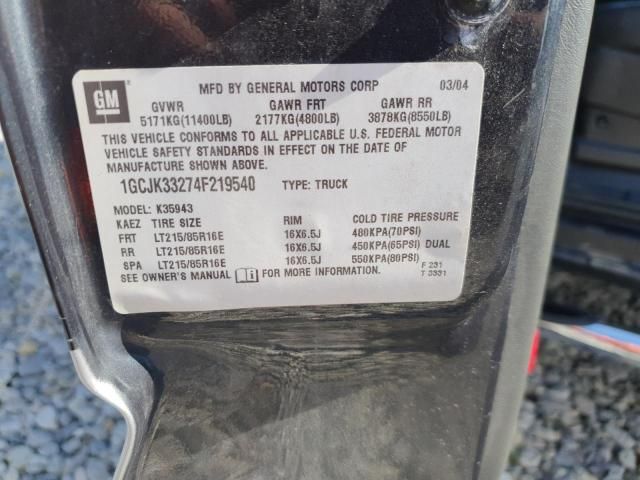 GM
MFD BY GENERAL MOTORS CORP 03/04
GVWR GAWR FRT GAWR RR
5171KG(11400LB) 2177KG(4800LB) 3878KG(8550LB)
THIS VEHICLE CONFORMS TO ALL APPLICABLE U.S. FEDERAL MOTOR
VEHICLE SAFETY STANDARDS IN EFFECT ON THE DATE OF
MANUFACTURE SHOWN ABOVE.
1GCJK33274F219540 TYPE: TRUCK
MODEL: K35943
KAEZ TIRE SIZE RIM COLD TIRE PRESSURE
FRT LT215/85R16E 16X6.5J 480KPA(70PSI)
RR LT215/85R16E 16X6.5J 450KPA(65PSI) DUAL
SPA LT215/85R16E 16X6.5J 550KPA(80PSI)
SEE OWNER'S MANUAL FOR MORE INFORMATION. F 231
T 3331